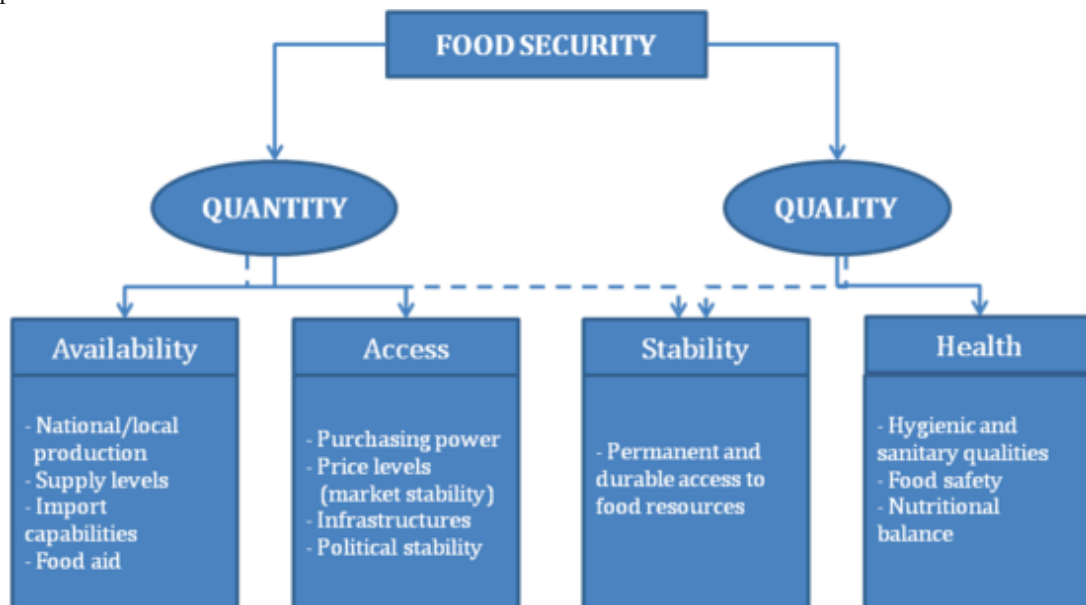 FOOD SECURITY
QUANTITY
QUALITY
Availability
- National/local
production
- Supply levels
- Import
capabilities
- Food aid
Access
- Purchasing power
- Price levels
(market stability)
- Infrastructures
- Political stability
Stability
- Permanent and
durable access to
food resources
Health
- Hygienic and
sanitary qualities
- Food safety
- Nutritional
balance